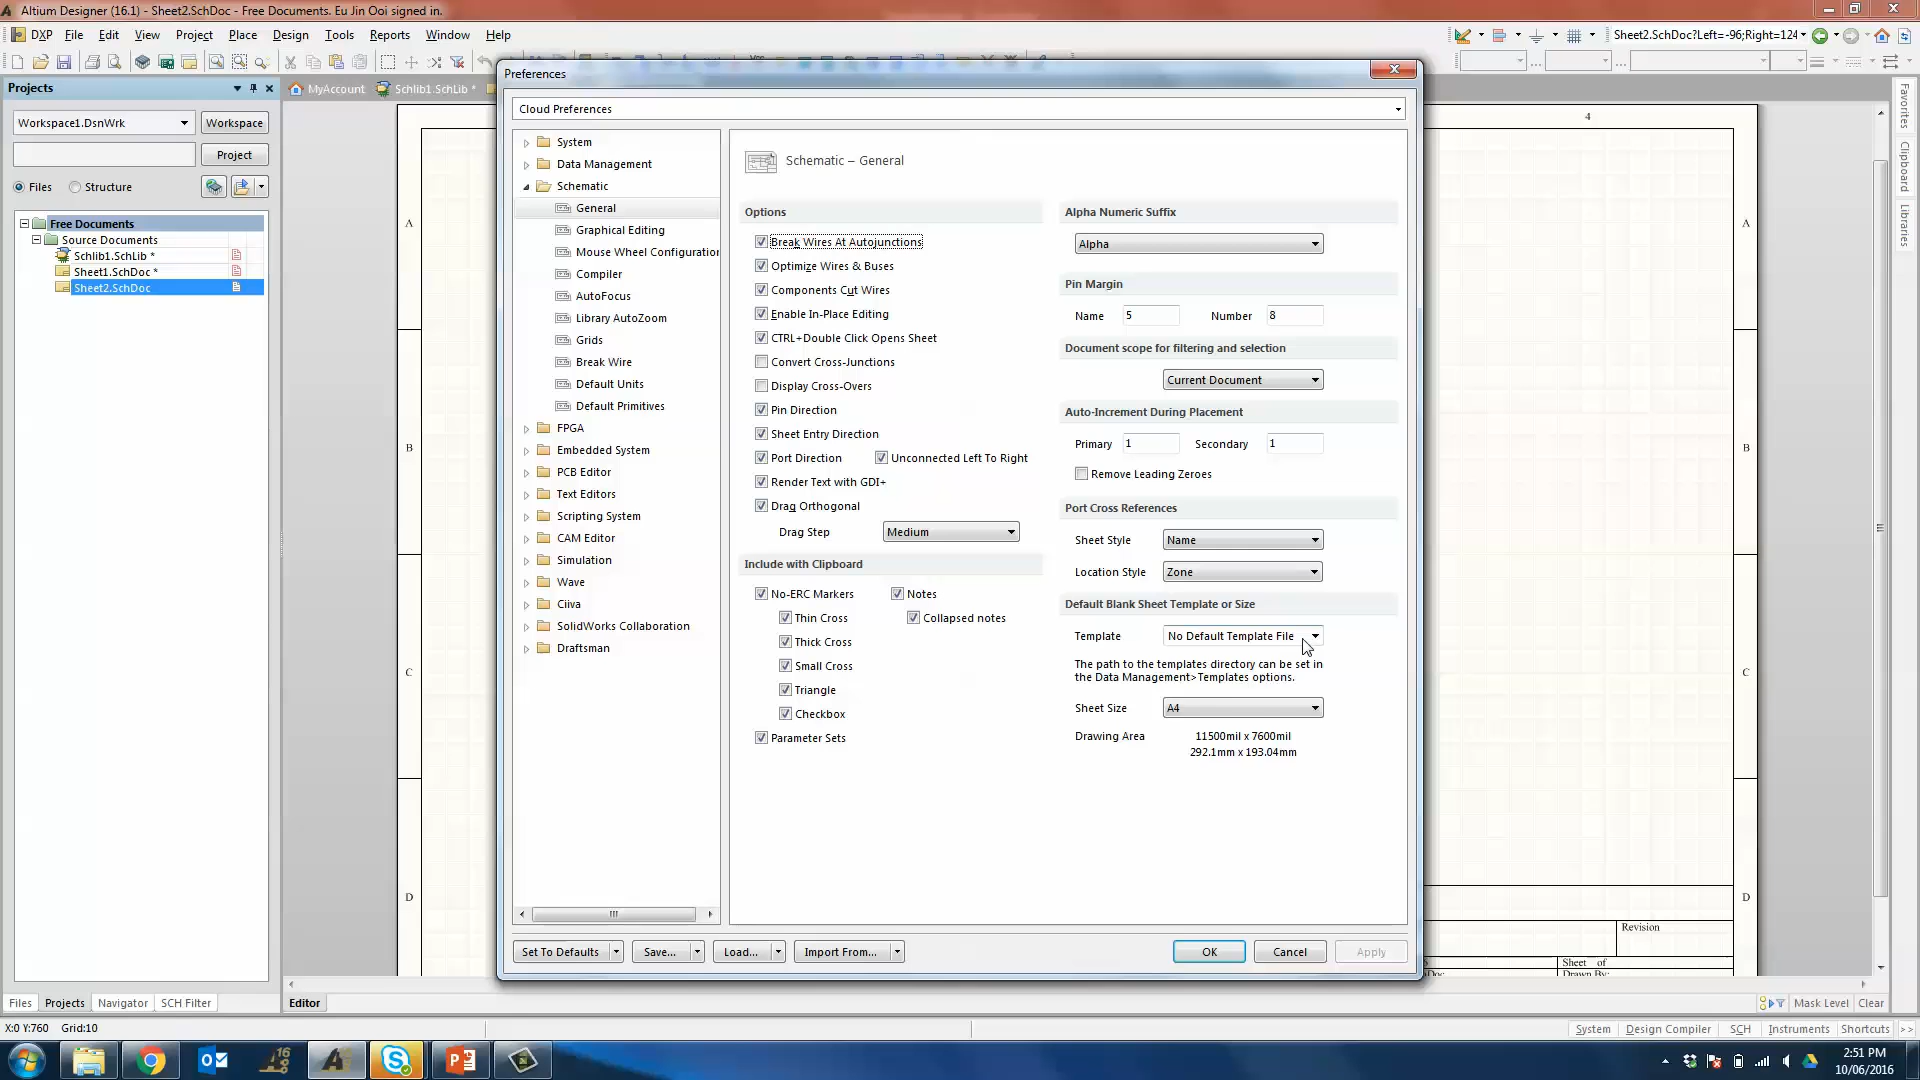 Altium Designer (16.1) - Sheet2.SchDoc - Free Documents. Eu Jin Ooi signed in.
DXP File Edit View Project Place Design Tools Reports Window Help
Sheet2.SchDoc?Left=-96;Right=124
Projects
MyAccount
Schlib1.SchLib *
Workspace1.DsnWrk
Workspace
Project
Files
Structure
Free Documents
Source Documents
Schlib1.SchLib *
Sheet1.SchDoc *
Sheet2.SchDoc
Preferences
Cloud Preferences
System
Data Management
Schematic
General
Graphical Editing
Mouse Wheel Configuration
Compiler
AutoFocus
Library AutoZoom
Grids
Break Wire
Default Units
Default Primitives
FPGA
Embedded System
PCB Editor
Text Editors
Scripting System
CAM Editor
Simulation
Wave
Ciiva
SolidWorks Collaboration
Draftsman
Schematic – General
Options
Break Wires At Autojunctions
Optimize Wires & Buses
Components Cut Wires
Enable In-Place Editing
CTRL+Double Click Opens Sheet
Convert Cross-Junctions
Display Cross-Overs
Pin Direction
Sheet Entry Direction
Port Direction
Unconnected Left To Right
Render Text with GDI+
Drag Orthogonal
Drag Step
Medium
Include with Clipboard
No-ERC Markers
Notes
Thin Cross
Collapsed notes
Thick Cross
Small Cross
Triangle
Checkbox
Parameter Sets
Alpha Numeric Suffix
Alpha
Pin Margin
Name 5 Number 8
Document scope for filtering and selection
Current Document
Auto-Increment During Placement
Primary 1 Secondary 1
Remove Leading Zeroes
Port Cross References
Sheet Style Name
Location Style Zone
Default Blank Sheet Template or Size
Template No Default Template File
The path to the templates directory can be set in
the Data Management>Templates options.
Sheet Size A4
Drawing Area 11500mil x 7600mil
292.1mm x 193.04mm
Set To Defaults
Save...
Load...
Import From...
OK
Cancel
Apply
A
B
C
D
4
A
B
C
D
Revision
Sheet of
Drawn By:
Favorites
Clipboard
Libraries
Files Projects Navigator SCH Filter
Editor
Mask Level Clear
X:0 Y:760 Grid:10
System Design Compiler SCH Instruments Shortcuts >>
2:51 PM
10/06/2016